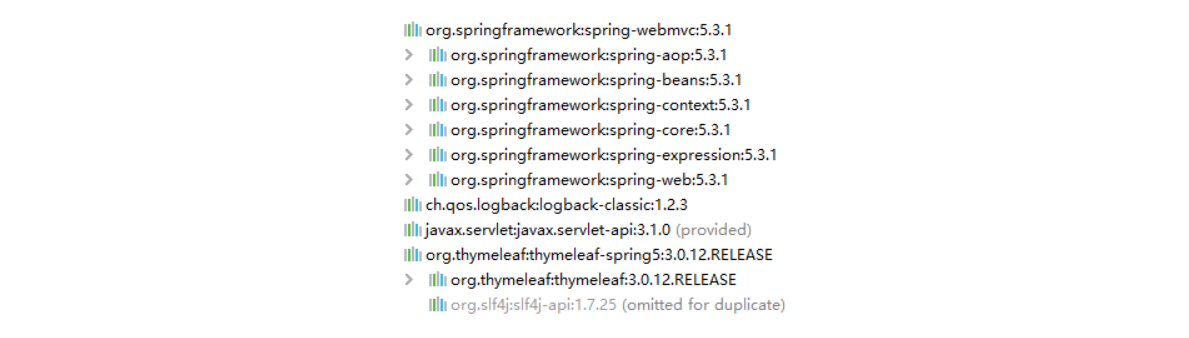 org.springframework:spring-webmvc:5.3.1
org.springframework:spring-aop:5.3.1
org.springframework:spring-beans:5.3.1
org.springframework:spring-context:5.3.1
org.springframework:spring-core:5.3.1
org.springframework:spring-expression:5.3.1
org.springframework:spring-web:5.3.1
ch.qos.logback:logback-classic:1.2.3
javax.servlet:javax.servlet-api:3.1.0 (provided)
org.thymeleaf:thymeleaf-spring5:3.0.12.RELEASE
org.thymeleaf:thymeleaf:3.0.12.RELEASE
org.slf4j:slf4j-api:1.7.25 (omitted for duplicate)